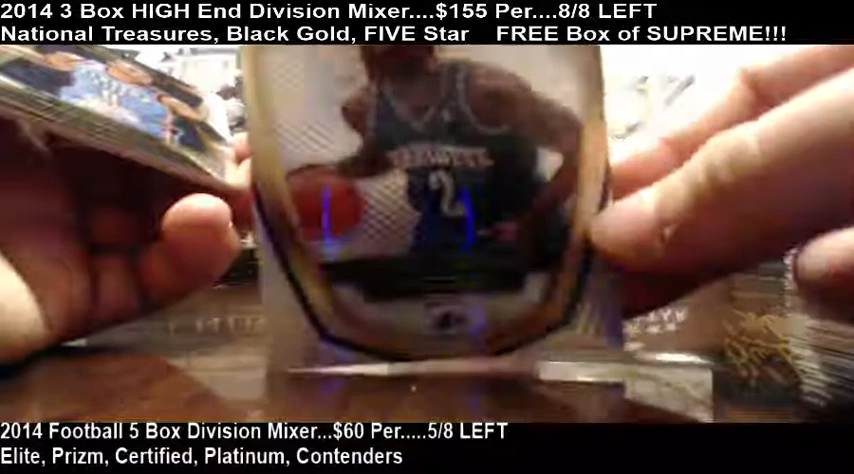 2014 3 Box HIGH End Division Mixer....$155 Per....8/8 LEFT
National Treasures, Black Gold, FIVE Star FREE Box of SUPREME!!!
2
2014 Football 5 Box Division Mixer...$60 Per.....5/8 LEFT
Elite, Prizm, Certified, Platinum, Contenders